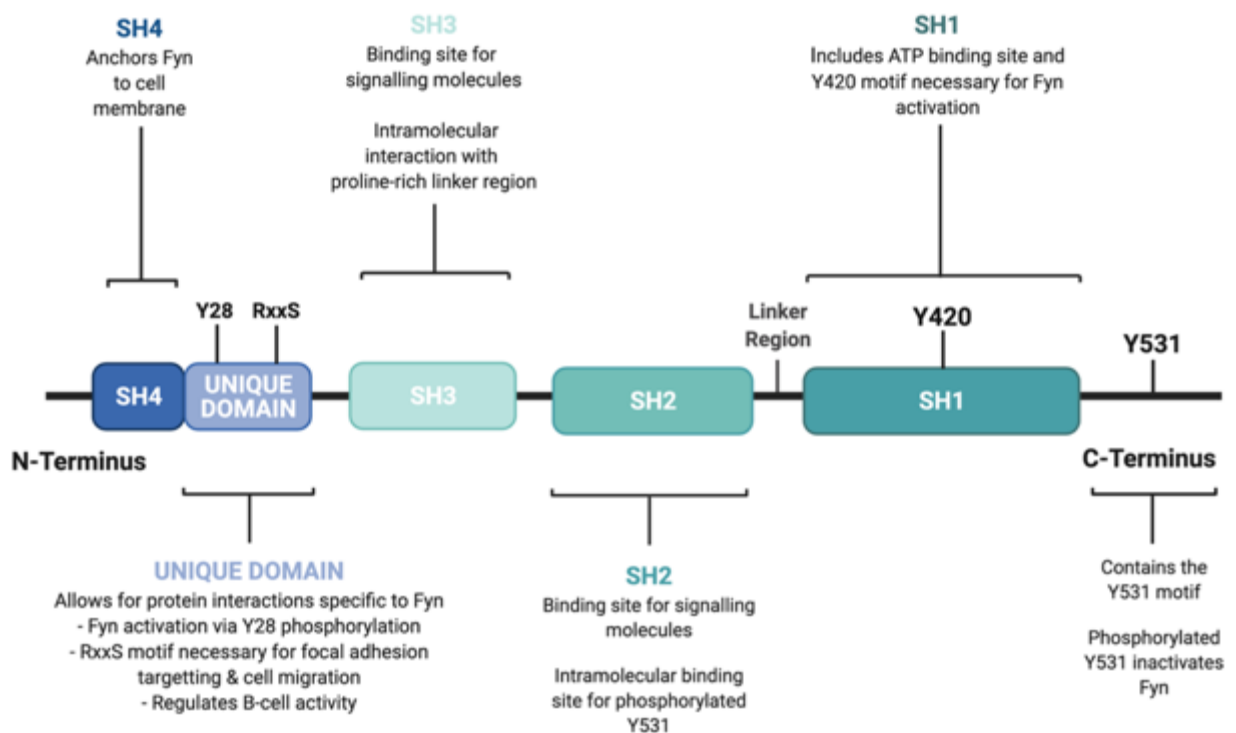 SH4
Anchors Fyn
to cell
membrane
SH3
Binding site for
signalling molecules
Intramolecular
interaction with
proline-rich linker region
SH1
Includes ATP binding site and
Y420 motif necessary for Fyn
activation
Y28
RxxS
Linker
Region
Y420
Y531
SH4
UNIQUE
DOMAIN
SH3
SH2
SH1
N-Terminus
C-Terminus
UNIQUE DOMAIN
Allows for protein interactions specific to Fyn
- Fyn activation via Y28 phosphorylation
- RxxS motif necessary for focal adhesion
targetting & cell migration
- Regulates B-cell activity
SH2
Binding site for signalling
molecules
Intramolecular binding
site for phosphorylated
Y531
Contains the
Y531 motif
Phosphorylated
Y531 inactivates
Fyn